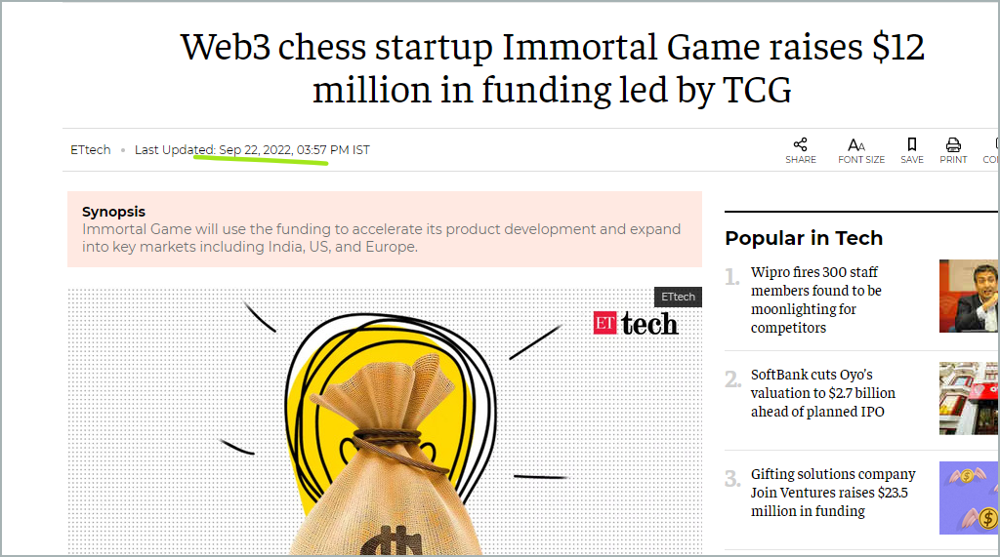 Web3 chess startup Immortal Game raises $12
million in funding led by TCG
ETtech • Last Updated: Sep 22, 2022, 03:57 PM IST
SHARE
FONT SIZE
SAVE
PRINT
Synopsis
Immortal Game will use the funding to accelerate its product development and expand
into key markets including India, US, and Europe.
ETtech
ET tech
Popular in Tech
1. Wipro fires 300 staff
members found to be
moonlighting for
competitors
2. SoftBank cuts Oyo's
valuation to $2.7 billion
ahead of planned IPO
3. Gifting solutions company
Join Ventures raises $23.5
million in funding